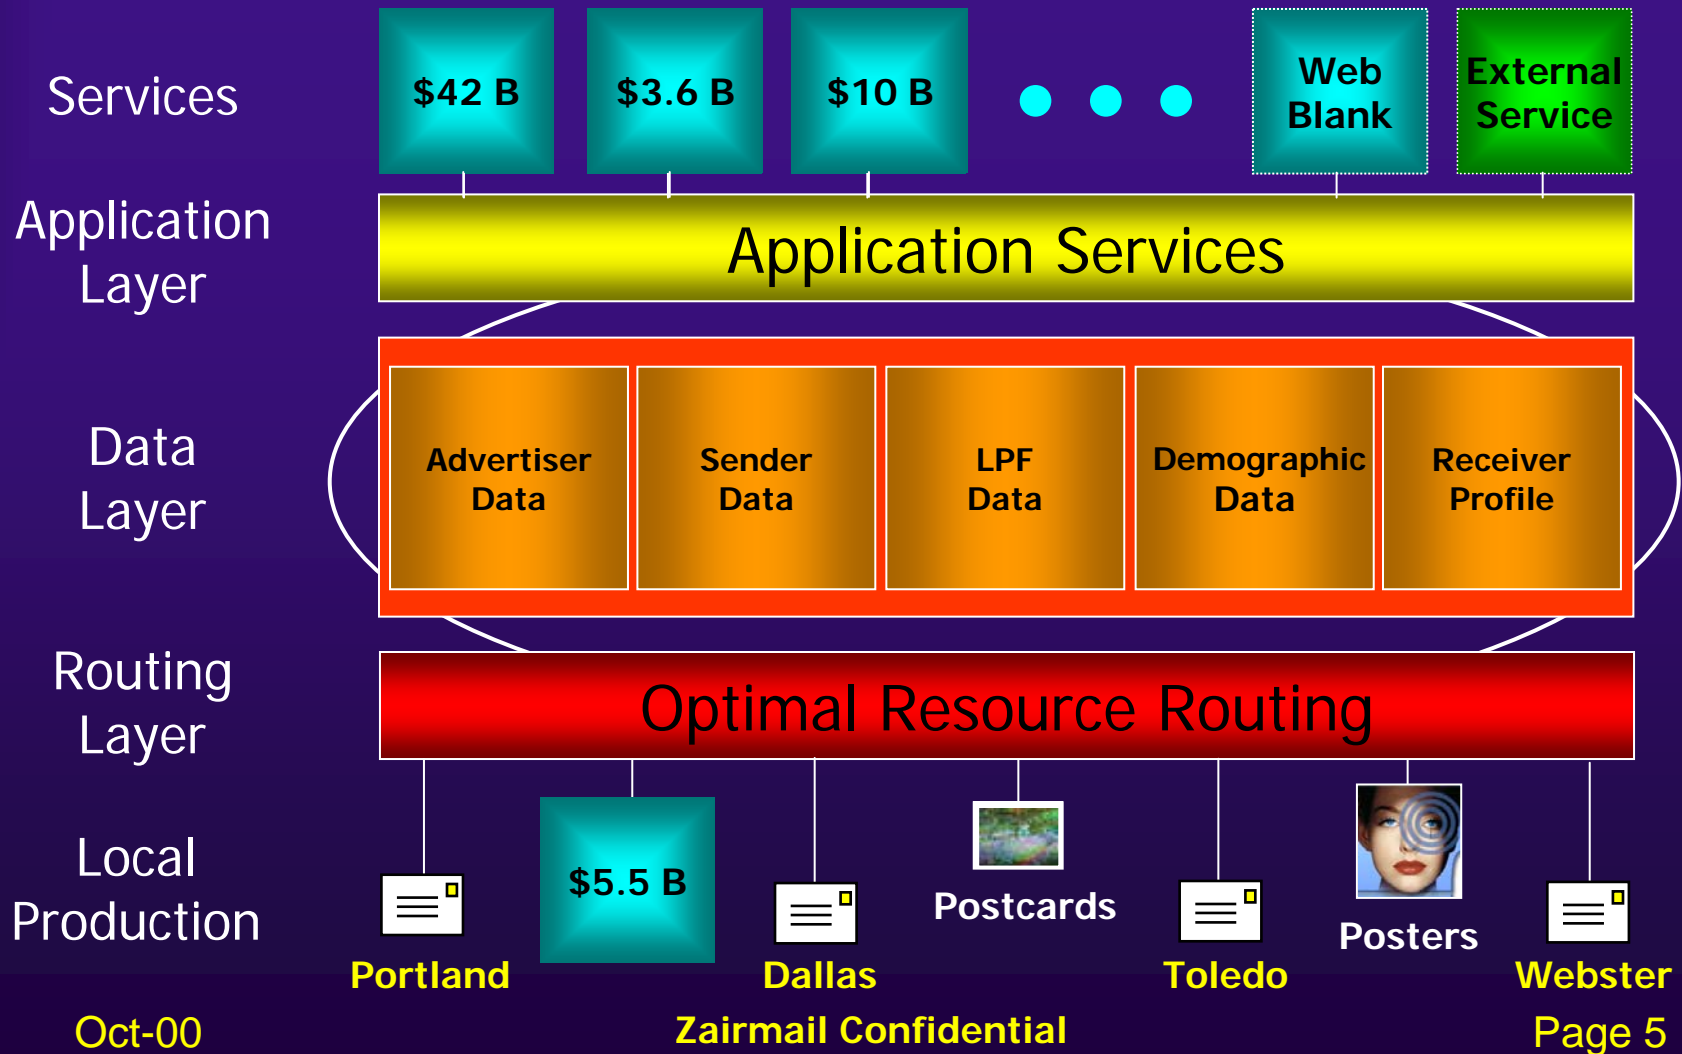 Services
$42 B
$3.6 B
$10 B
Web
Blank
External
Service
Application
Layer
Application Services
Data
Layer
Advertiser
Data
Sender
Data
LPF
Data
Demographic
Data
Receiver
Profile
Routing
Layer
Optimal Resource Routing
Local
Production
$5.5 B
Postcards
Posters
Portland
Dallas
Toledo
Webster
Oct-00
Zairmail Confidential
Page 5